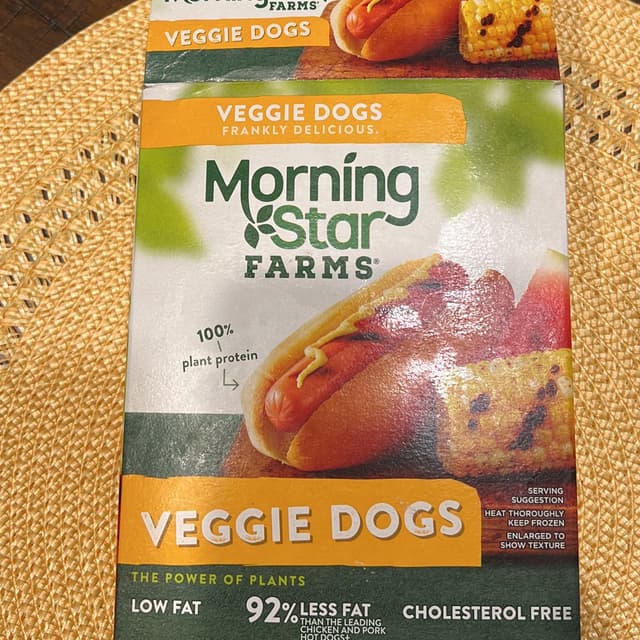 Morning
FARMS®
VEGGIE DOGS
VEGGIE DOGS
FRANKLY DELICIOUS.
Morning
Star
FARMS®
100%
plant protein
VEGGIE DOGS
SERVING
SUGGESTION
HEAT THOROUGHLY
KEEP FROZEN
ENLARGED TO
SHOW TEXTURE
THE POWER OF PLANTS
LOW FAT
92% LESS FAT
THAN THE LEADING
CHICKEN AND PORK
HOT DOGS+
CHOLESTEROL FREE